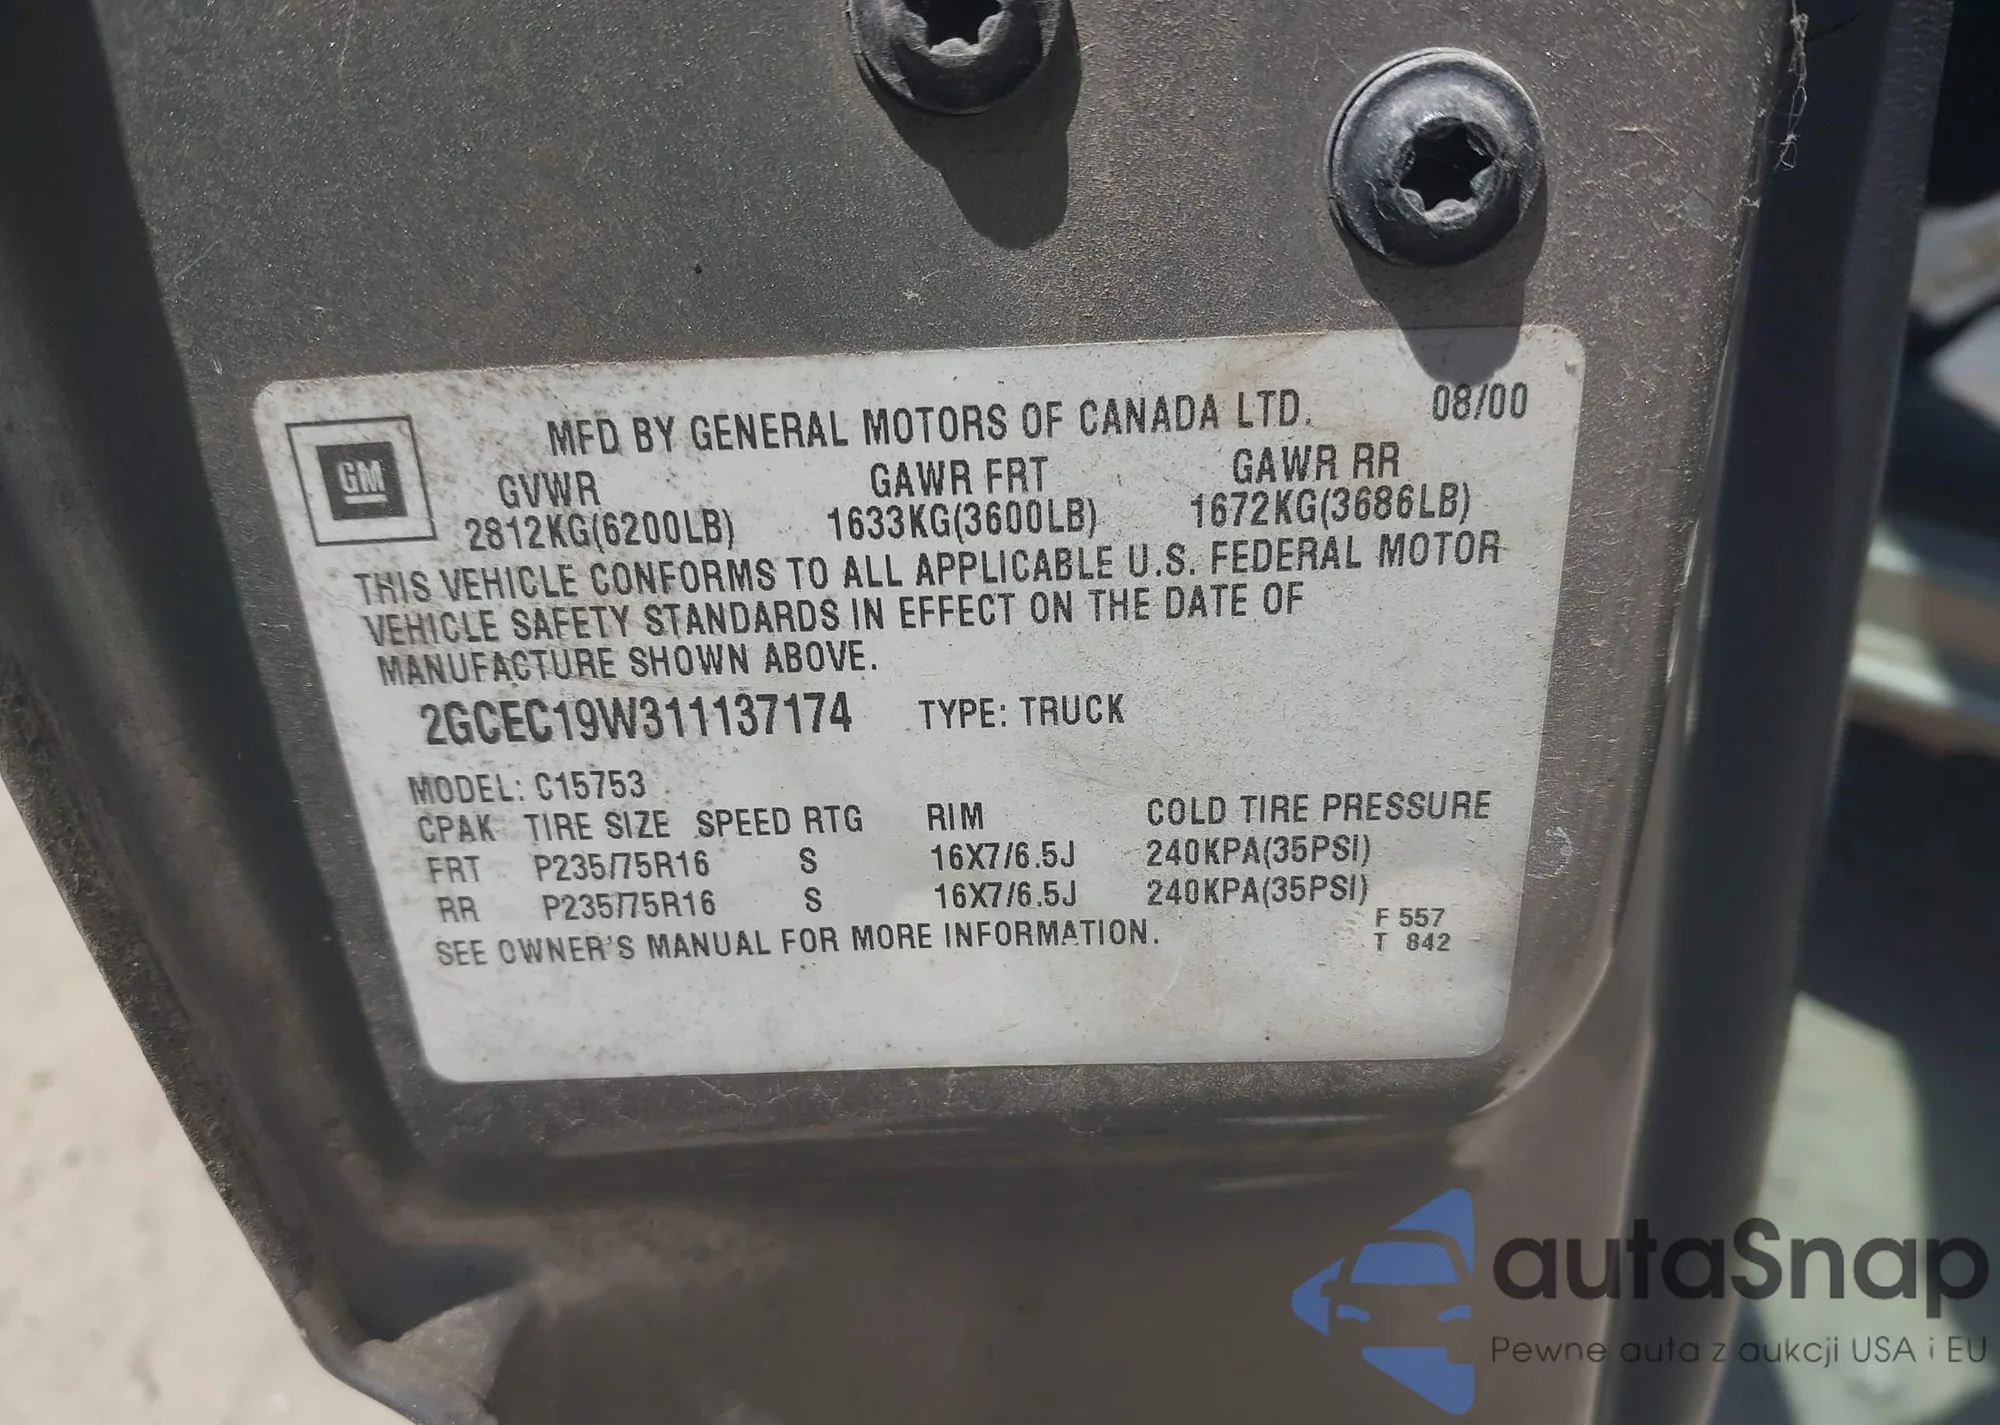 MFD BY GENERAL MOTORS OF CANADA LTD. 08/00
GM
GVWR GAWR FRT GAWR RR
2812KG(6200LB) 1633KG(3600LB) 1672KG(3686LB)
THIS VEHICLE CONFORMS TO ALL APPLICABLE U.S. FEDERAL MOTOR
VEHICLE SAFETY STANDARDS IN EFFECT ON THE DATE OF
MANUFACTURE SHOWN ABOVE.
2GCEC19W311137174 TYPE: TRUCK
MODEL: C15753
CPAK TIRE SIZE SPEED RTG RIM COLD TIRE PRESSURE
FRT P235/75R16 S 16X7/6.5J 240KPA(35PSI)
RR P235/75R16 S 16X7/6.5J 240KPA(35PSI)
SEE OWNER'S MANUAL FOR MORE INFORMATION.
F 557
T 842
autaSnap
Pewne auta z aukcji USA i EU